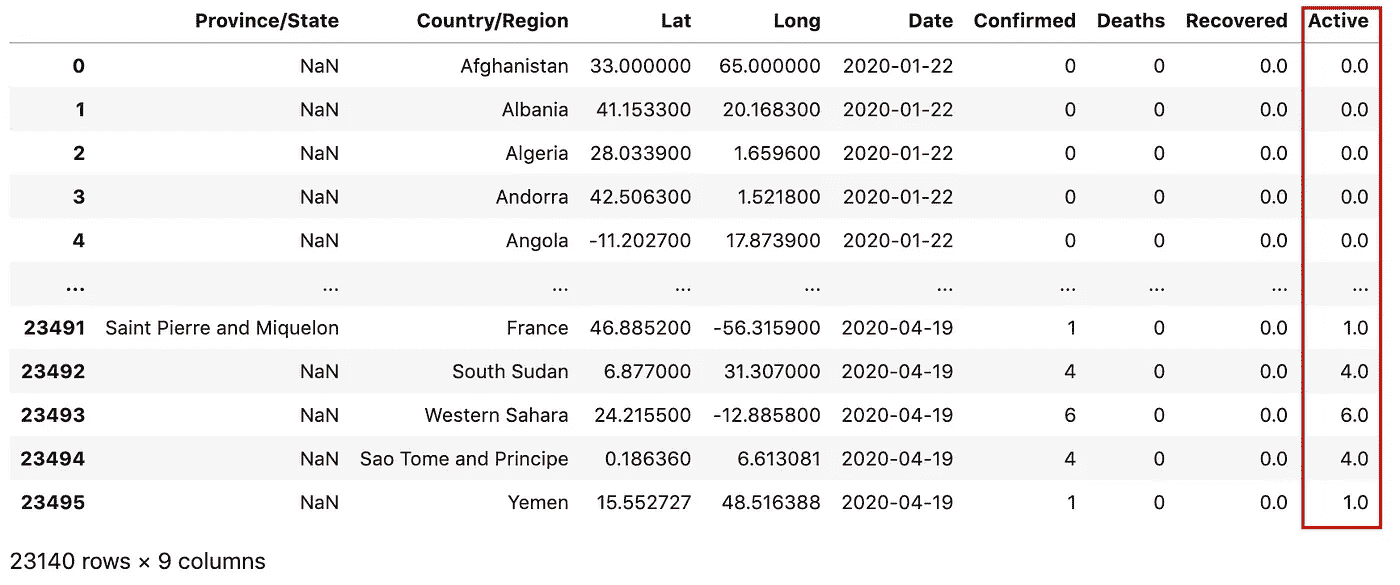 Province/State Country/Region Lat Long Date Confirmed Deaths Recovered Active
0 NaN Afghanistan 33.000000 65.000000 2020-01-22 0 0 0.0 0.0
1 NaN Albania 41.153300 20.168300 2020-01-22 0 0 0.0 0.0
2 NaN Algeria 28.033900 1.659600 2020-01-22 0 0 0.0 0.0
3 NaN Andorra 42.506300 1.521800 2020-01-22 0 0 0.0 0.0
4 NaN Angola -11.202700 17.873900 2020-01-22 0 0 0.0 0.0
... ... ... ... ... ... ... ... ... ...
23491 Saint Pierre and Miquelon France 46.885200 -56.315900 2020-04-19 1 0 0.0 1.0
23492 NaN South Sudan 6.877000 31.307000 2020-04-19 4 0 0.0 4.0
23493 NaN Western Sahara 24.215500 -12.885800 2020-04-19 6 0 0.0 6.0
23494 NaN Sao Tome and Principe 0.186360 6.613081 2020-04-19 4 0 0.0 4.0
23495 NaN Yemen 15.552727 48.516388 2020-04-19 1 0 0.0 1.0
23140 rows × 9 columns